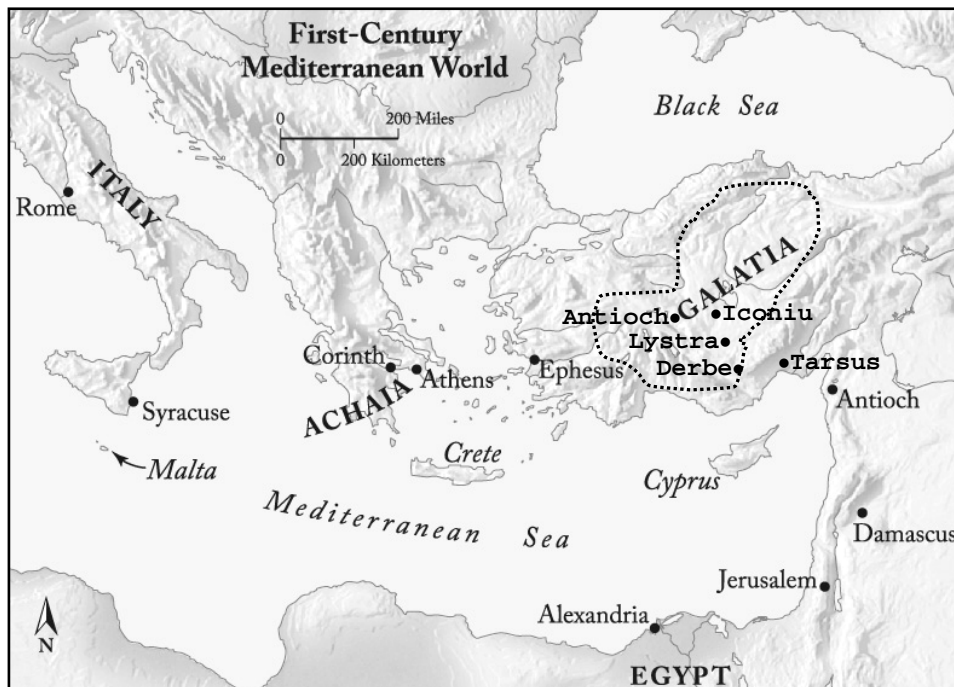 First-Century
Mediterranean World
0 200 Miles
0 200 Kilometers
Black Sea
ITALY
Rome
GALATIA
Antioch
Iconiu
Lystra
Derbe
Tarsus
Corinth
Athens
Ephesus
ACHAIA
Antioch
Syracuse
Malta
Crete
Cyprus
Mediterranean Sea
Damascus
Jerusalem
Alexandria
N
EGYPT